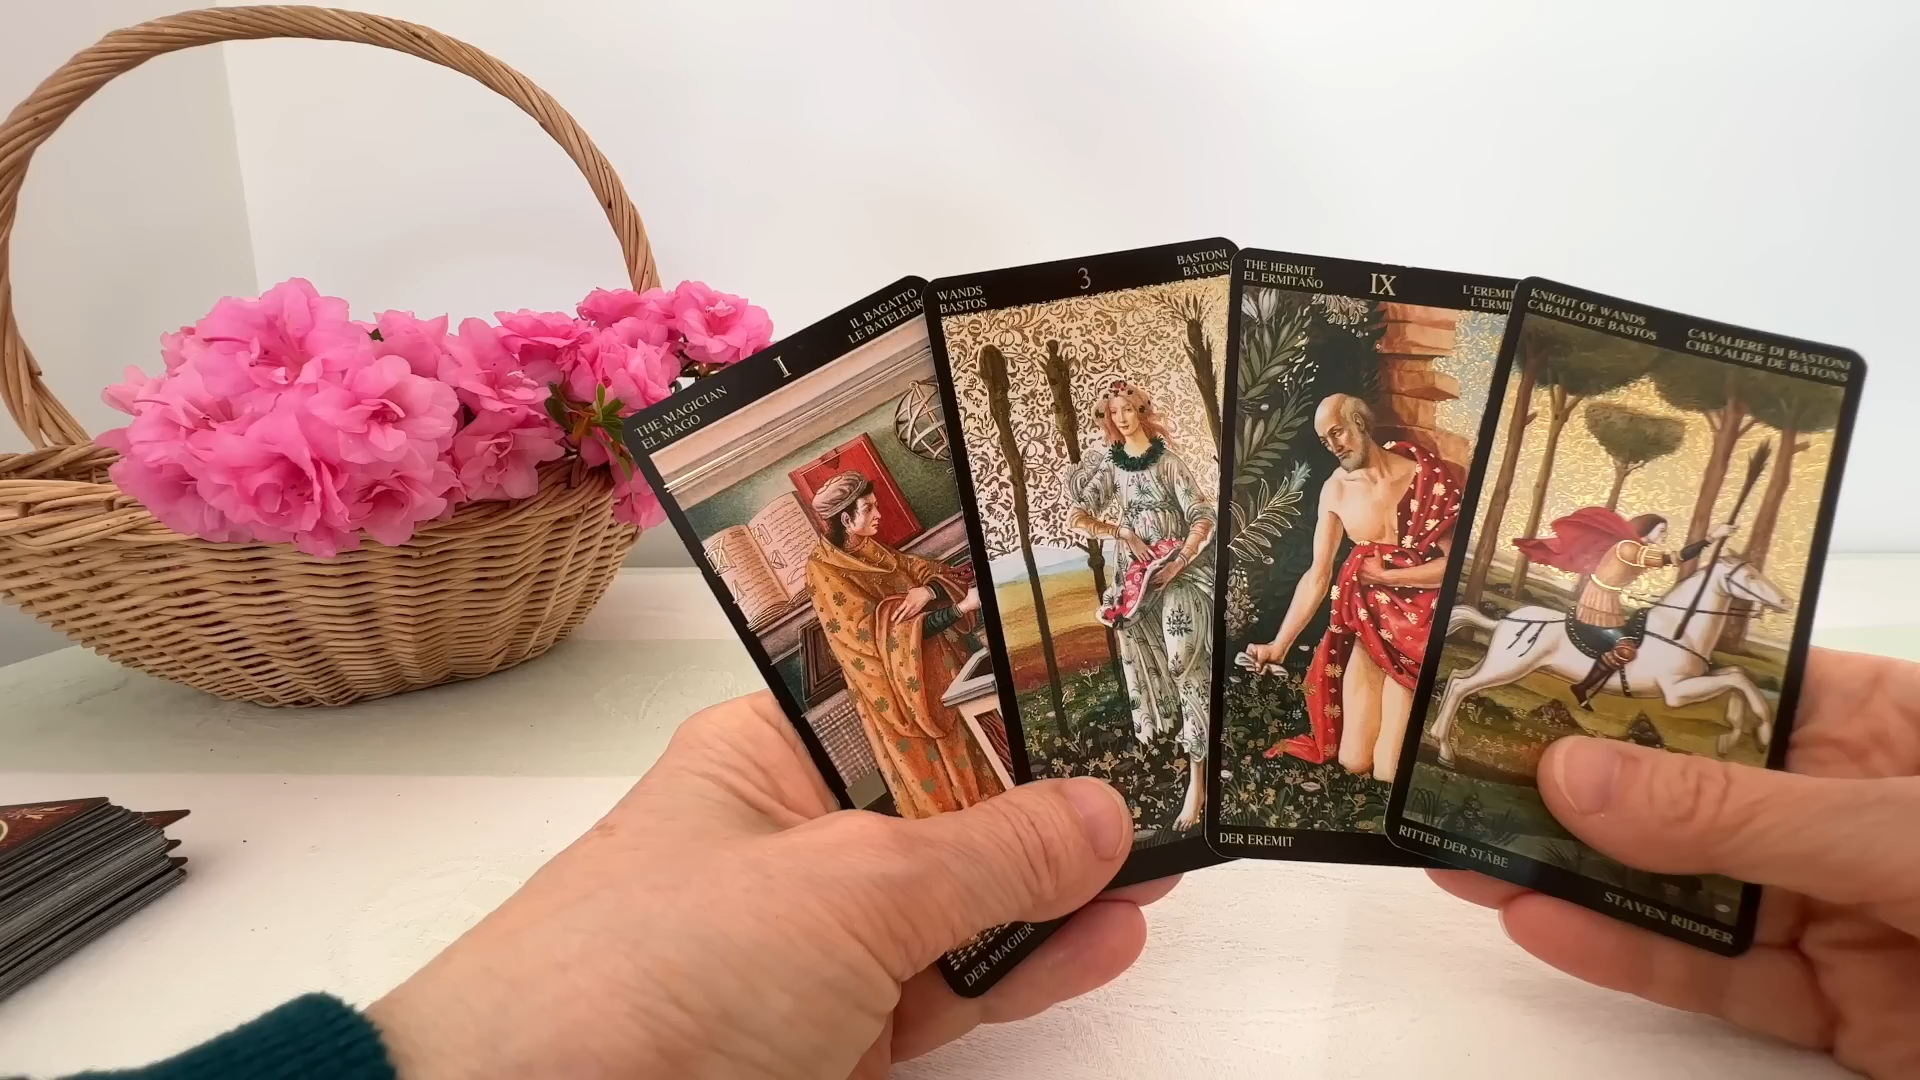 THE MAGICIAN
EL MAGO
I
IL BAGATTO
LE BATELEUR
DER MAGIER
WANDS
BASTOS
3
BASTONI
BÂTONS
THE HERMIT
EL ERMITAÑO
IX
L'EREMIT
L'ERMI
DER EREMIT
KNIGHT OF WANDS
CABALLO DE BASTOS
CAVALIERE DI BASTONI
CHEVALIER DE BÂTONS
RITTER DER STÄBE
STAVEN RIDDER